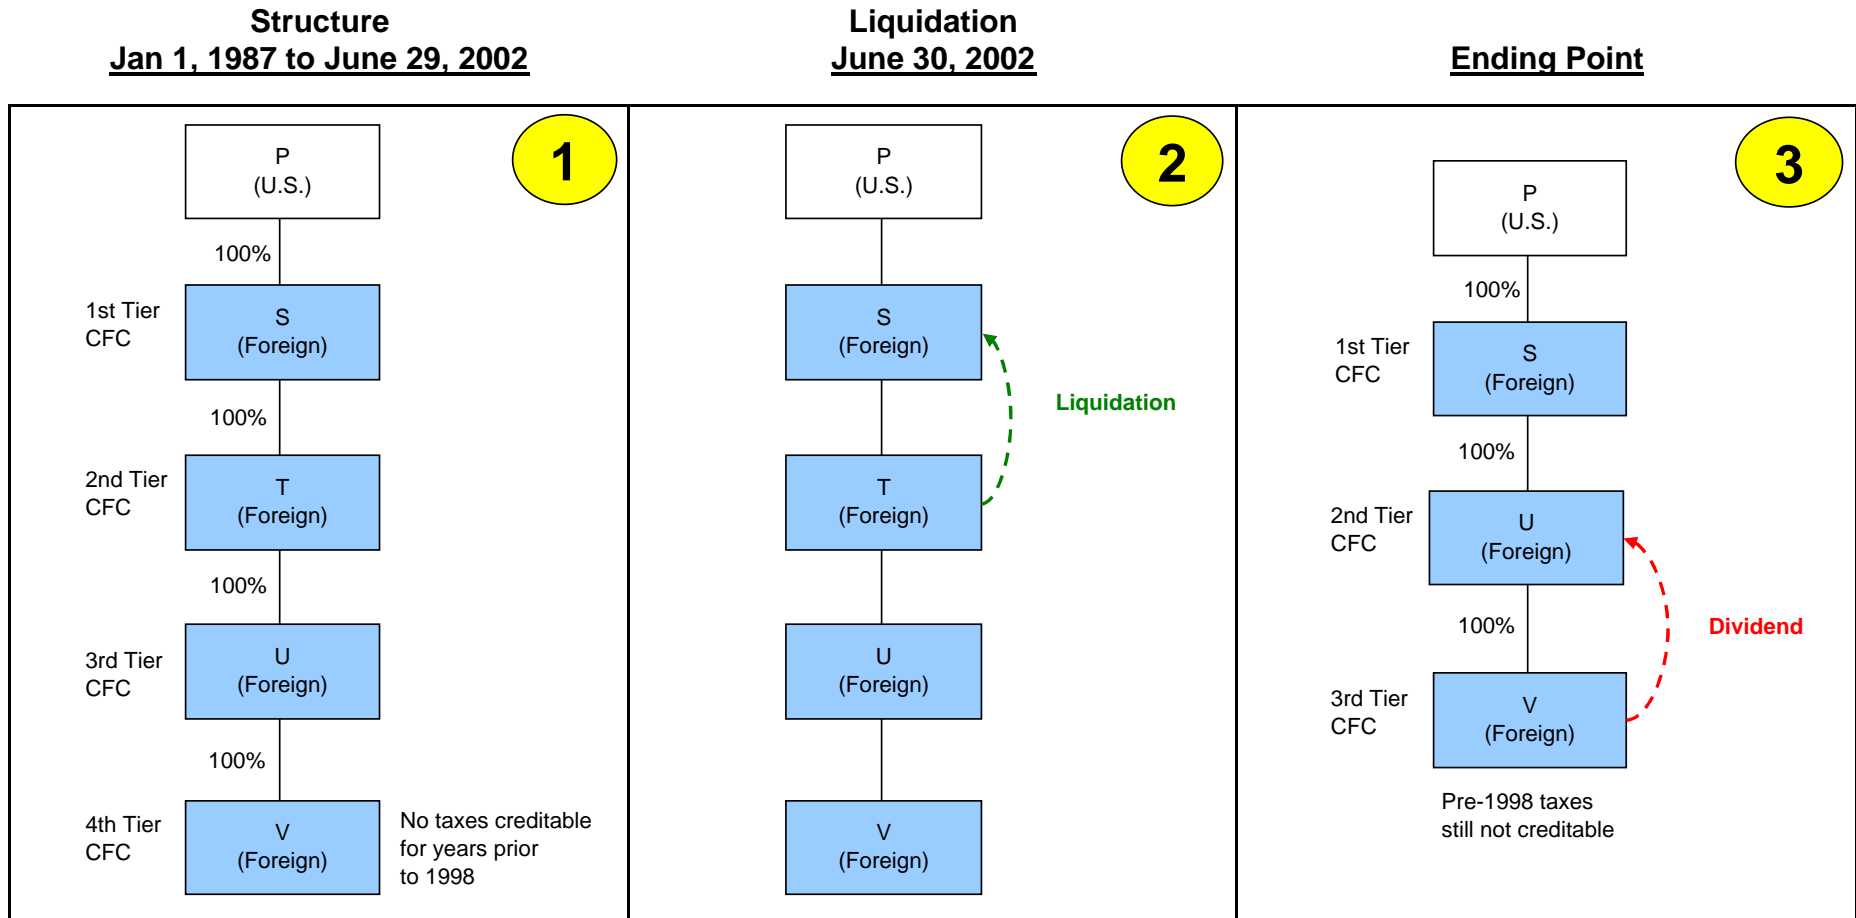 Structure
Jan 1, 1987 to June 29, 2002
1
P
(U.S.)
100%
1st Tier
CFC
S
(Foreign)
100%
2nd Tier
CFC
T
(Foreign)
100%
3rd Tier
CFC
U
(Foreign)
100%
4th Tier
CFC
V
(Foreign)
No taxes creditable
for years prior
to 1998
Liquidation
June 30, 2002
2
P
(U.S.)
S
(Foreign)
Liquidation
T
(Foreign)
U
(Foreign)
V
(Foreign)
Ending Point
3
P
(U.S.)
100%
1st Tier
CFC
S
(Foreign)
100%
2nd Tier
CFC
U
(Foreign)
100%
Dividend
3rd Tier
CFC
V
(Foreign)
Pre-1998 taxes
still not creditable